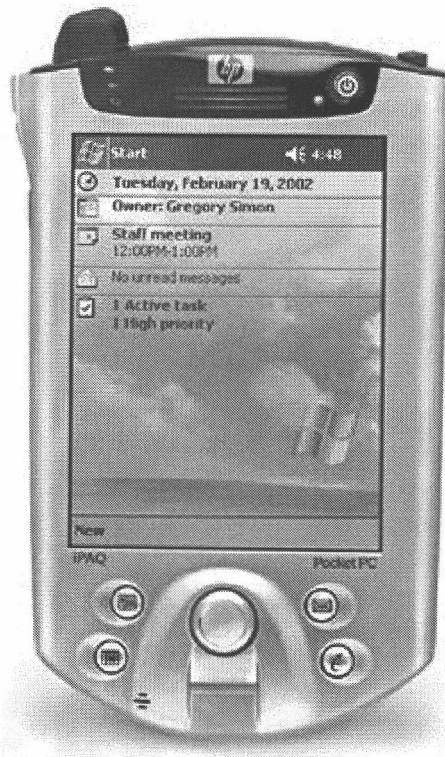 hp
Start 4:48
Tuesday, February 19, 2002
Owner: Gregory Simon
Staff meeting
12:00PM-1:00PM
No unread messages
1 Active task
1 High priority
New
iPAQ Pocket PC